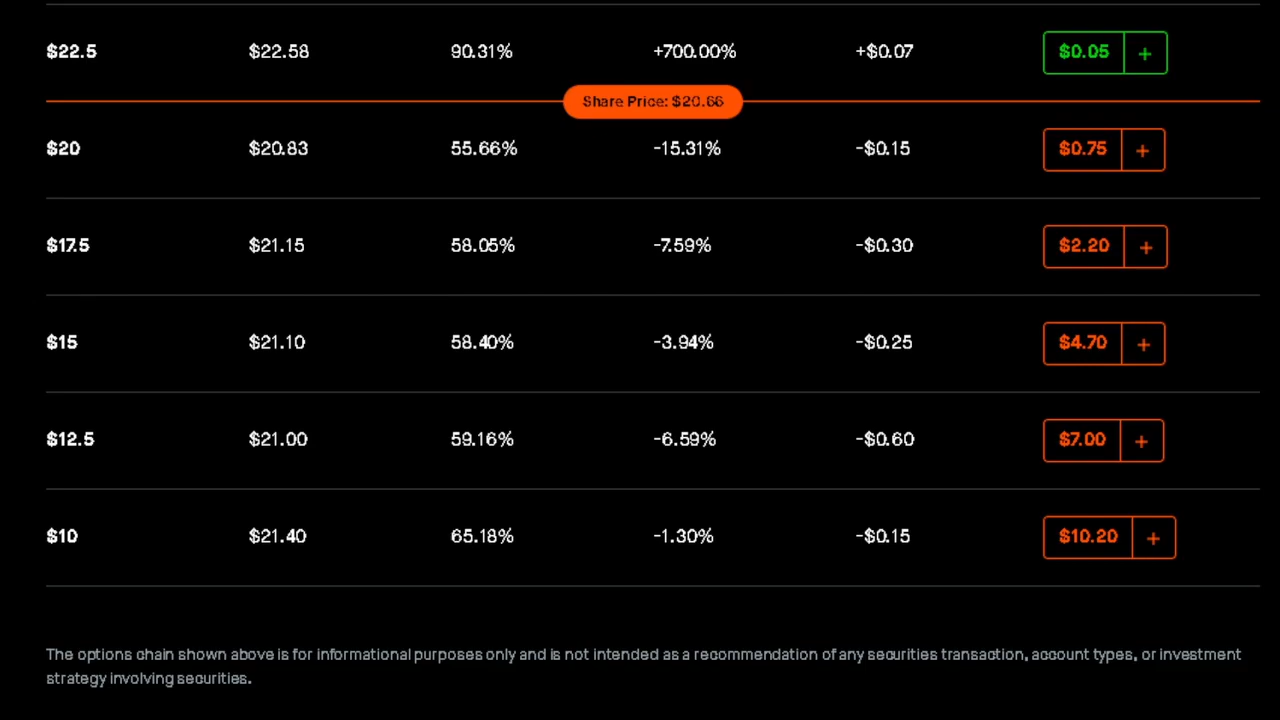 $22.5 $22.58 90.31% +700.00% +$0.07 $0.05 +
Share Price: $20.66
$20 $20.83 55.66% -15.31% -$0.15 $0.75 +
$17.5 $21.15 58.05% -7.59% -$0.30 $2.20 +
$15 $21.10 58.40% -3.94% -$0.25 $4.70 +
$12.5 $21.00 59.16% -6.59% -$0.60 $7.00 +
$10 $21.40 65.18% -1.30% -$0.15 $10.20 +
The options chain shown above is for informational purposes only and is not intended as a recommendation of any securities transaction, account types, or investment
strategy involving securities.